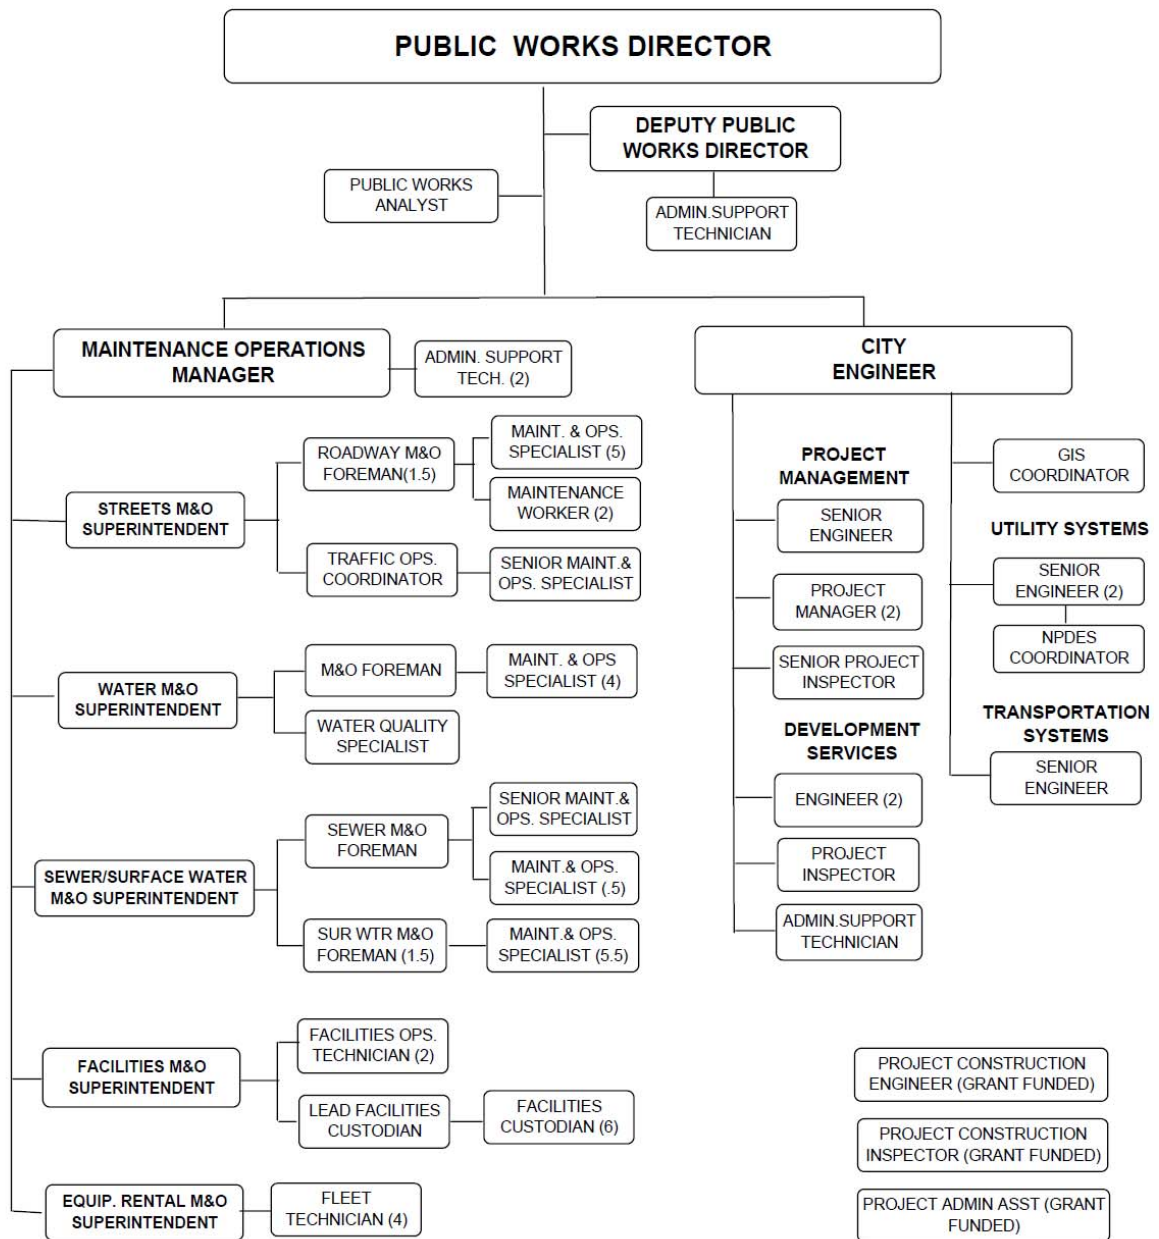 PUBLIC WORKS DIRECTOR
DEPUTY PUBLIC
WORKS DIRECTOR
PUBLIC WORKS
ANALYST
ADMIN.SUPPORT
TECHNICIAN
MAINTENANCE OPERATIONS
MANAGER
ADMIN. SUPPORT
TECH. (2)
STREETS M&O
SUPERINTENDENT
ROADWAY M&O
FOREMAN(1.5)
MAINT. & OPS.
SPECIALIST (5)
MAINTENANCE
WORKER (2)
TRAFFIC OPS.
COORDINATOR
SENIOR MAINT.&
OPS. SPECIALIST
WATER M&O
SUPERINTENDENT
M&O FOREMAN
MAINT. & OPS
SPECIALIST (4)
WATER QUALITY
SPECIALIST
SEWER/SURFACE WATER
M&O SUPERINTENDENT
SEWER M&O
FOREMAN
SENIOR MAINT.&
OPS. SPECIALIST
MAINT.& OPS.
SPECIALIST (.5)
SUR WTR M&O
FOREMAN (1.5)
MAINT.& OPS.
SPECIALIST (5.5)
FACILITIES M&O
SUPERINTENDENT
FACILITIES OPS.
TECHNICIAN (2)
LEAD FACILITIES
CUSTODIAN
FACILITIES
CUSTODIAN (6)
EQUIP. RENTAL M&O
SUPERINTENDENT
FLEET
TECHNICIAN (4)
CITY
ENGINEER
PROJECT
MANAGEMENT
SENIOR
ENGINEER
PROJECT
MANAGER (2)
SENIOR PROJECT
INSPECTOR
DEVELOPMENT
SERVICES
ENGINEER (2)
PROJECT
INSPECTOR
ADMIN.SUPPORT
TECHNICIAN
GIS
COORDINATOR
UTILITY SYSTEMS
SENIOR
ENGINEER (2)
NPDES
COORDINATOR
TRANSPORTATION
SYSTEMS
SENIOR
ENGINEER
PROJECT CONSTRUCTION
ENGINEER (GRANT FUNDED)
PROJECT CONSTRUCTION
INSPECTOR (GRANT FUNDED)
PROJECT ADMIN ASST (GRANT
FUNDED)